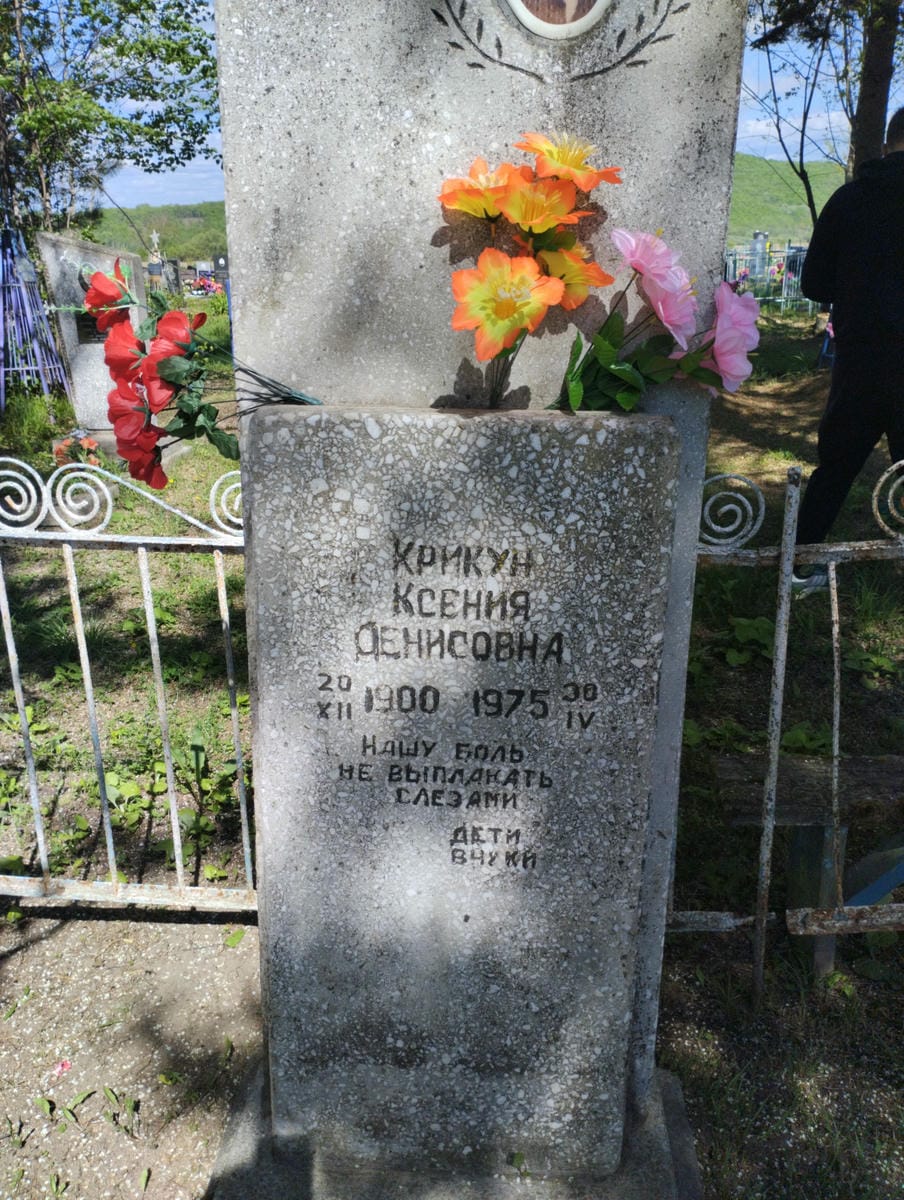 Крикун
Ксения
Денисовна
20 1900 1975 30
XII IV
Нашу боль
не выплакать
слезами
дети
внуки